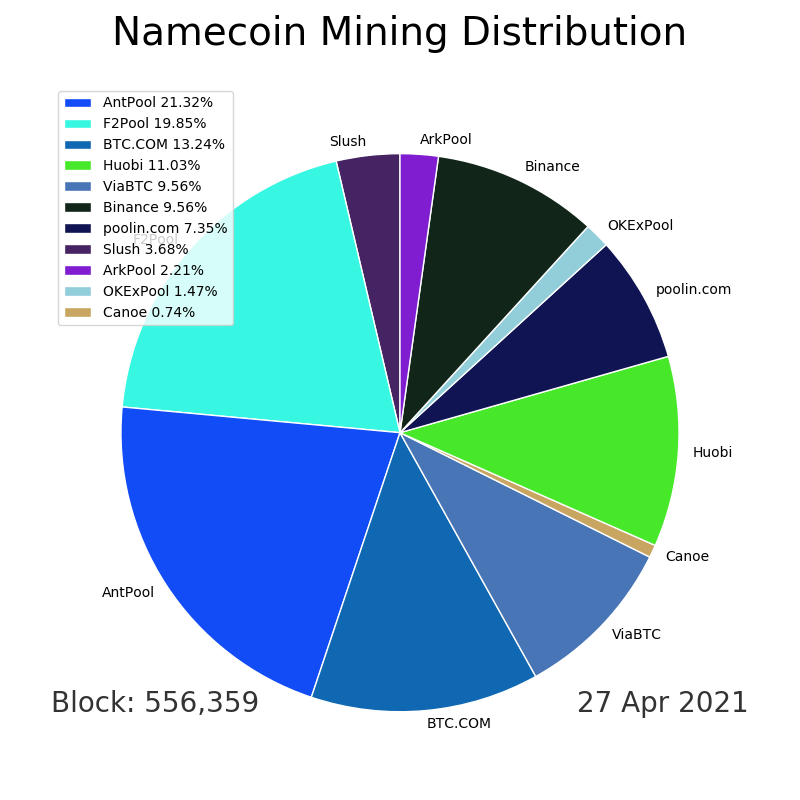 Namecoin Mining Distribution
AntPool 21.32%
F2Pool 19.85%
BTC.COM 13.24%
Huobi 11.03%
ViaBTC 9.56%
Binance 9.56%
poolin.com 7.35%
Slush 3.68%
ArkPool 2.21%
OKExPool 1.47%
Canoe 0.74%
Slush
ArkPool
Binance
OKExPool
F2Pool
poolin.com
Huobi
Canoe
AntPool
ViaBTC
BTC.COM
Block: 556,359
27 Apr 2021